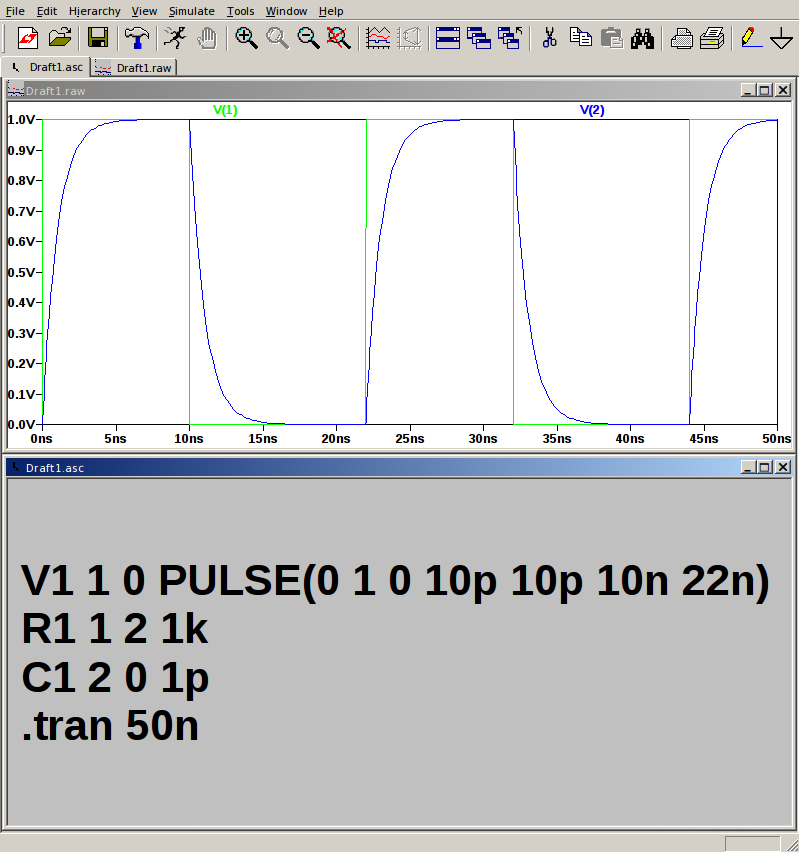 File Edit Hierarchy View Simulate Tools Window Help
Draft1.asc Draft1.raw
Draft1.raw
V(1) V(2)
1.0V
0.9V
0.8V
0.7V
0.6V
0.5V
0.4V
0.3V
0.2V
0.1V
0.0V
0ns 5ns 10ns 15ns 20ns 25ns 30ns 35ns 40ns 45ns 50ns
Draft1.asc
V1 1 0 PULSE(0 1 0 10p 10p 10n 22n)
R1 1 2 1k
C1 2 0 1p
.tran 50n